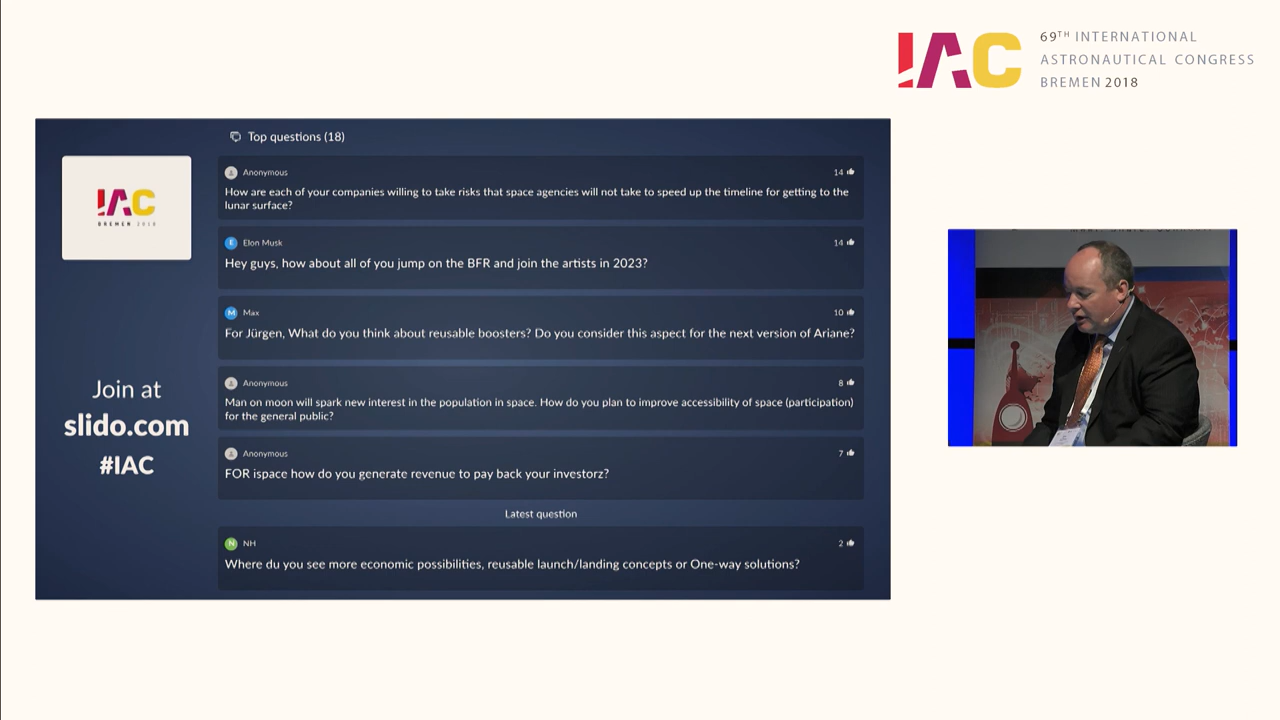 IAC
69TH INTERNATIONAL
ASTRONAUTICAL CONGRESS
BREMEN 2018
Top questions (18)
IAC
BREMEN 2018
Join at
slido.com
#IAC
Anonymous
14
How are each of your companies willing to take risks that space agencies will not take to speed up the timeline for getting to the
lunar surface?
E
Elon Musk
14
Hey guys, how about all of you jump on the BFR and join the artists in 2023?
M
Max
10
For Jürgen, What do you think about reusable boosters? Do you consider this aspect for the next version of Ariane?
Anonymous
8
Man on moon will spark new interest in the population in space. How do you plan to improve accessibility of space (participation)
for the general public?
Anonymous
7
FOR ispace how do you generate revenue to pay back your investorz?
Latest question
N
NH
2
Where du you see more economic possibilities, reusable launch/landing concepts or One-way solutions?